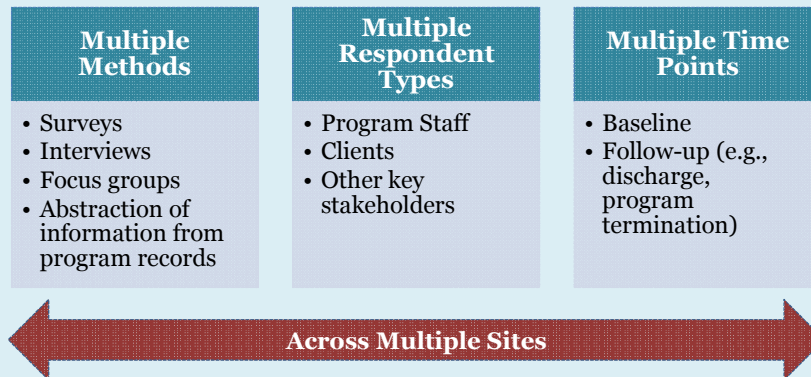 Multiple
Methods
• Surveys
• Interviews
• Focus groups
• Abstraction of
information from
program records
Multiple
Respondent
Types
• Program Staff
• Clients
• Other key
stakeholders
Multiple Time
Points
• Baseline
• Follow-up (e.g.,
discharge,
program
termination)
Across Multiple Sites